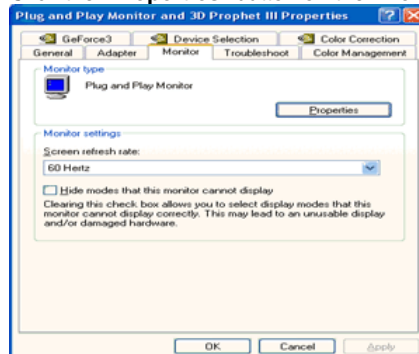 Plug and Play Monitor and 3D Prophet III Properties
GeForce3 Device Selection Color Correction
General Adapter Monitor Troubleshoot Color Management
Monitor type
Plug and Play Monitor
Properties
Monitor settings
Screen refresh rate:
60 Hertz
Hide modes that this monitor cannot display
Clearing this check box allows you to select display modes that this
monitor cannot display correctly. This may lead to an unusable display
and/or damaged hardware.
OK Cancel Apply